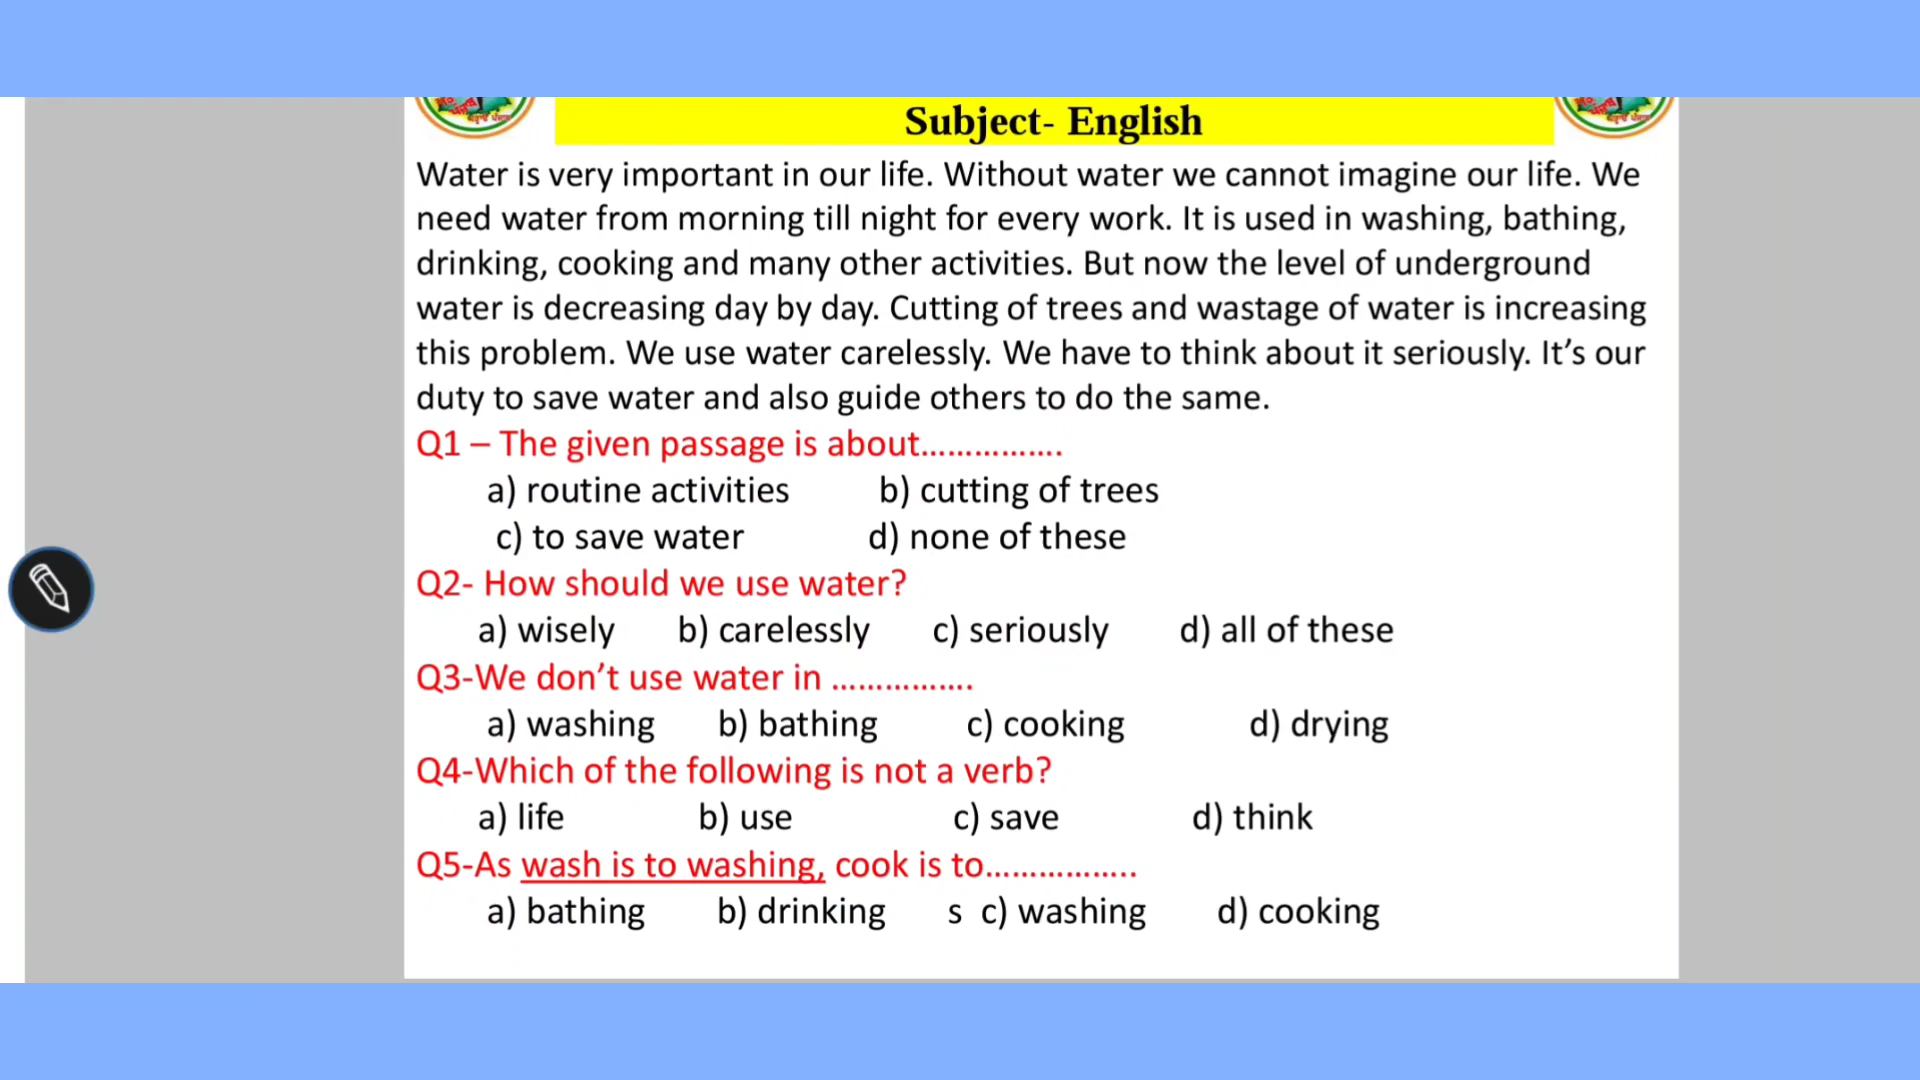 Subject- English
Water is very important in our life. Without water we cannot imagine our life. We
need water from morning till night for every work. It is used in washing, bathing,
drinking, cooking and many other activities. But now the level of underground
water is decreasing day by day. Cutting of trees and wastage of water is increasing
this problem. We use water carelessly. We have to think about it seriously. It’s our
duty to save water and also guide others to do the same.
Q1 – The given passage is about…………….
a) routine activities b) cutting of trees
c) to save water d) none of these
Q2- How should we use water?
a) wisely b) carelessly c) seriously d) all of these
Q3-We don’t use water in …………….
a) washing b) bathing c) cooking d) drying
Q4-Which of the following is not a verb?
a) life b) use c) save d) think
Q5-As wash is to washing, cook is to……………..
a) bathing b) drinking s c) washing d) cooking